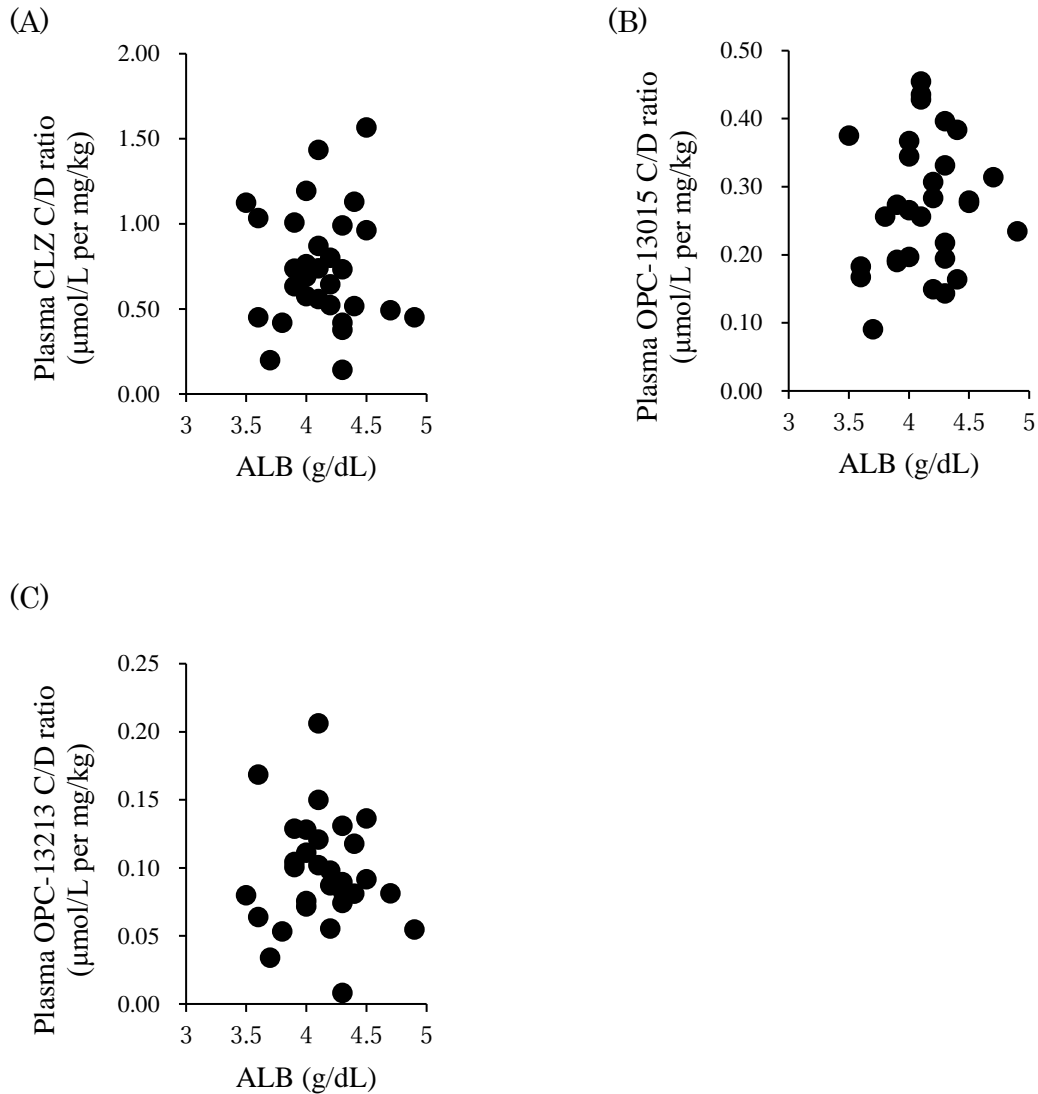 (A)
Plasma CLZ C/D ratio
(µmol/L per mg/kg)
2.00
1.50
1.00
0.50
0.00
3 3.5 4 4.5 5
ALB (g/dL)
(B)
Plasma OPC-13015 C/D ratio
(µmol/L per mg/kg)
0.50
0.40
0.30
0.20
0.10
0.00
3 3.5 4 4.5 5
ALB (g/dL)
(C)
Plasma OPC-13213 C/D ratio
(µmol/L per mg/kg)
0.25
0.20
0.15
0.10
0.05
0.00
3 3.5 4 4.5 5
ALB (g/dL)